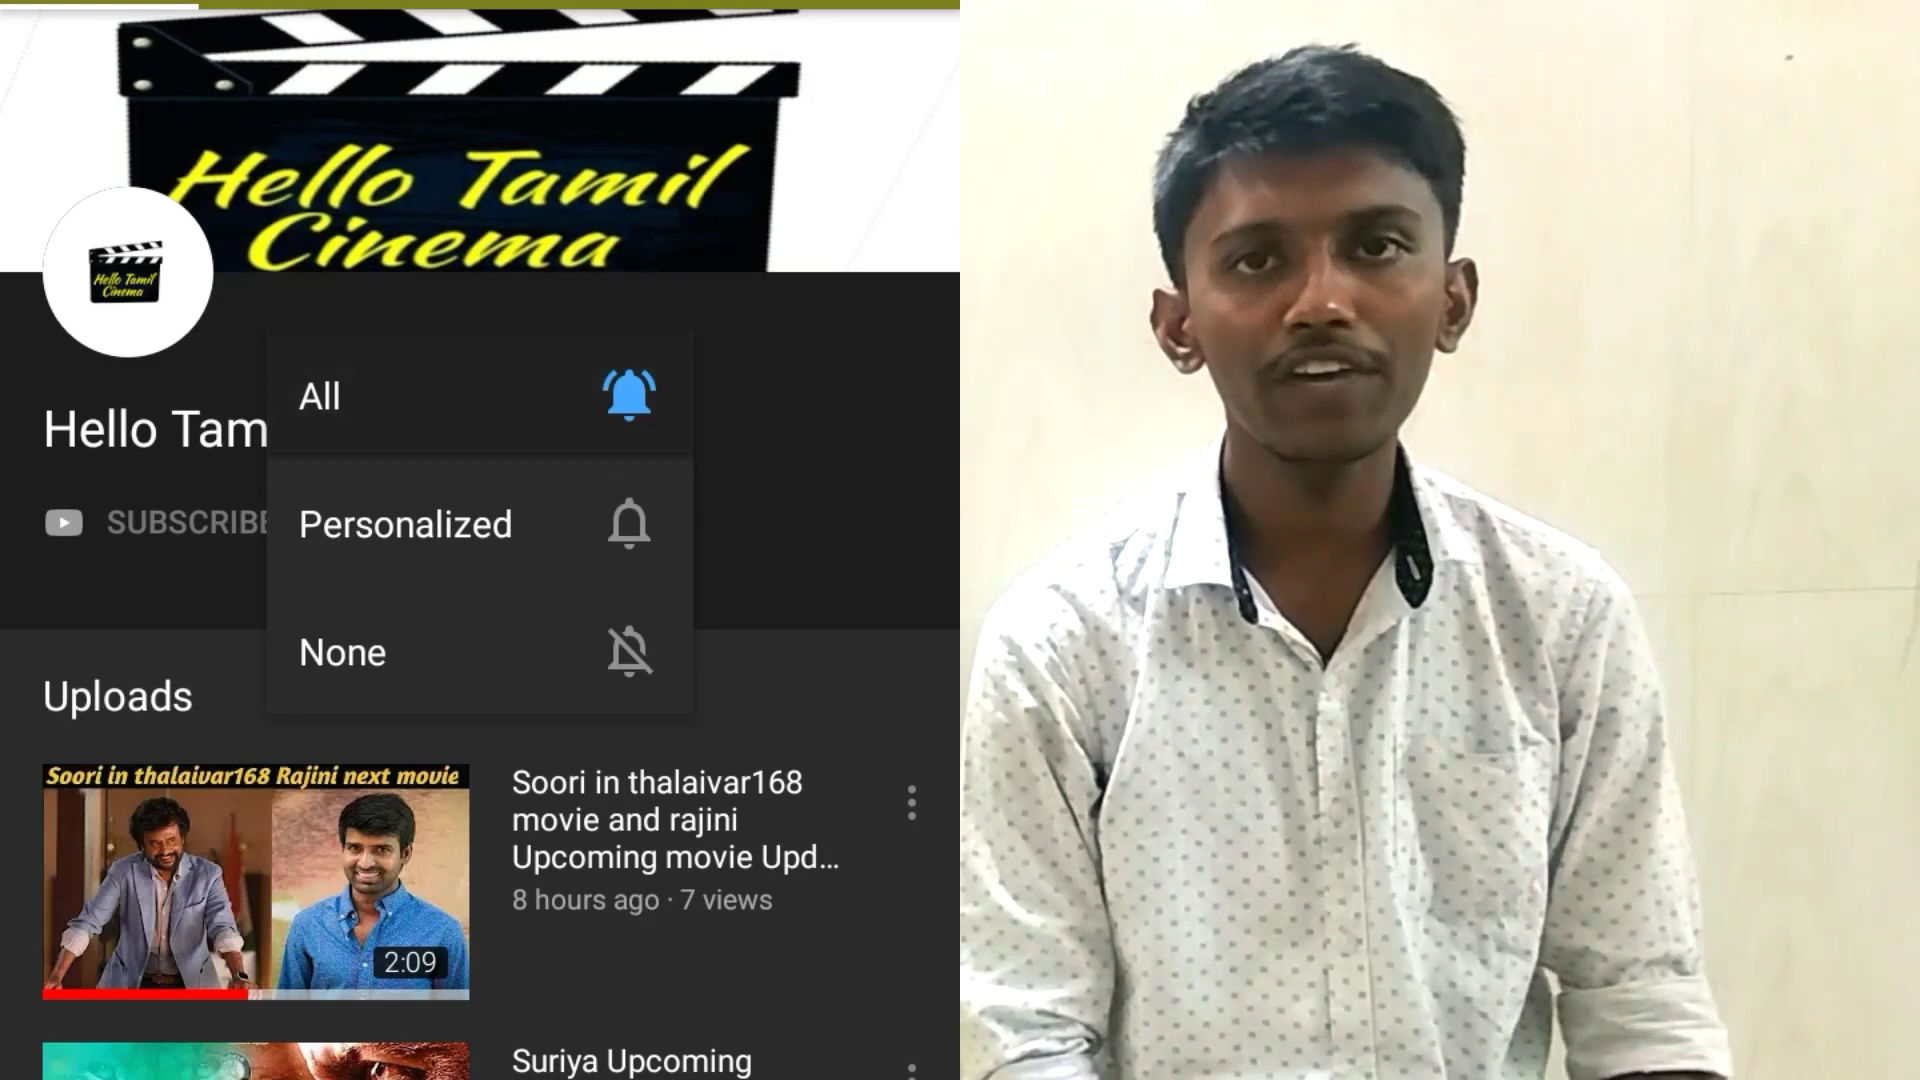 Hello Tamil
Cinema
Hello Tamil
Cinema
Hello Tam
All
SUBSCRIBE
Personalized
None
Uploads
Soori in thalaivar168 Rajini next movie
2:09
Soori in thalaivar168
movie and rajini
Upcoming movie Upd...
8 hours ago · 7 views
Suriya Upcoming